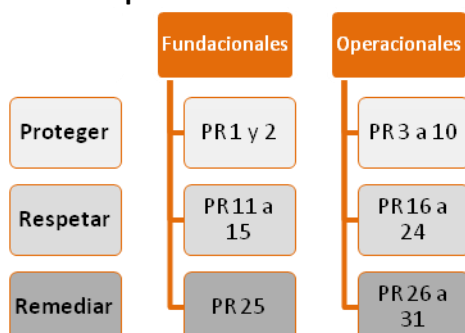 Fundacionales
Operacionales
Proteger
PR 1 y 2
PR 3 a 10
Respetar
PR 11 a
15
PR 16 a
24
Remediar
PR 25
PR 26 a
31